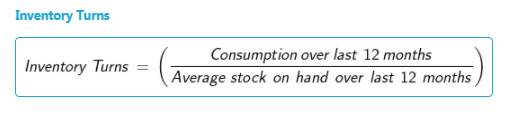 Inventory Turns
Inventory Turns = ( Consumption over last 12 months / Average stock on hand over last 12 months )